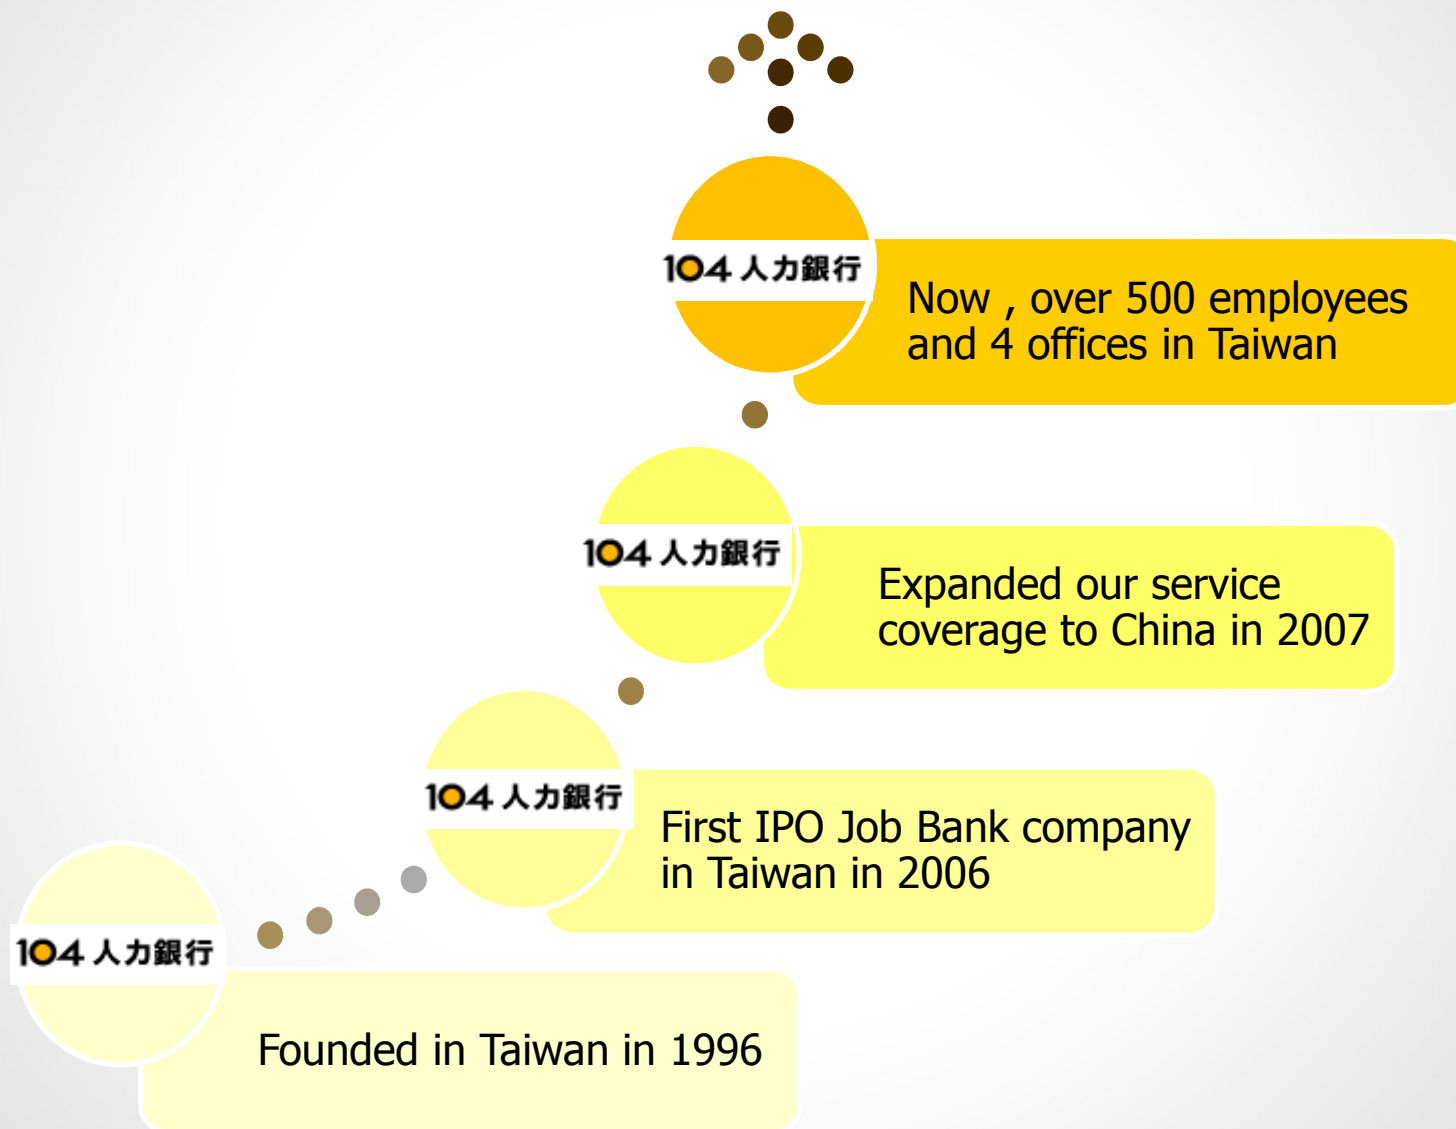 104 人力銀行
Now , over 500 employees
and 4 offices in Taiwan
104 人力銀行
Expanded our service
coverage to China in 2007
104 人力銀行
First IPO Job Bank company
in Taiwan in 2006
104 人力銀行
Founded in Taiwan in 1996